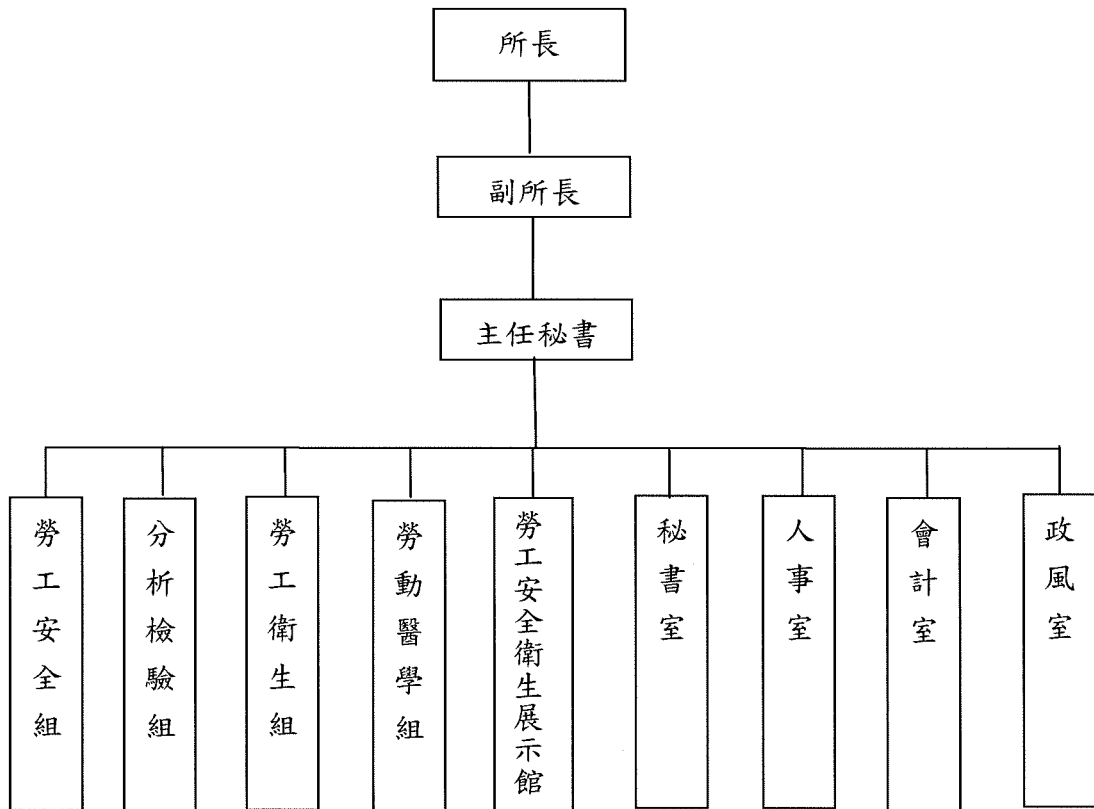 所長
副所長
主任秘書
勞工安全組
分析檢驗組
勞工衛生組
勞動醫學組
勞工安全衛生展示館
秘書室
人事室
會計室
政風室